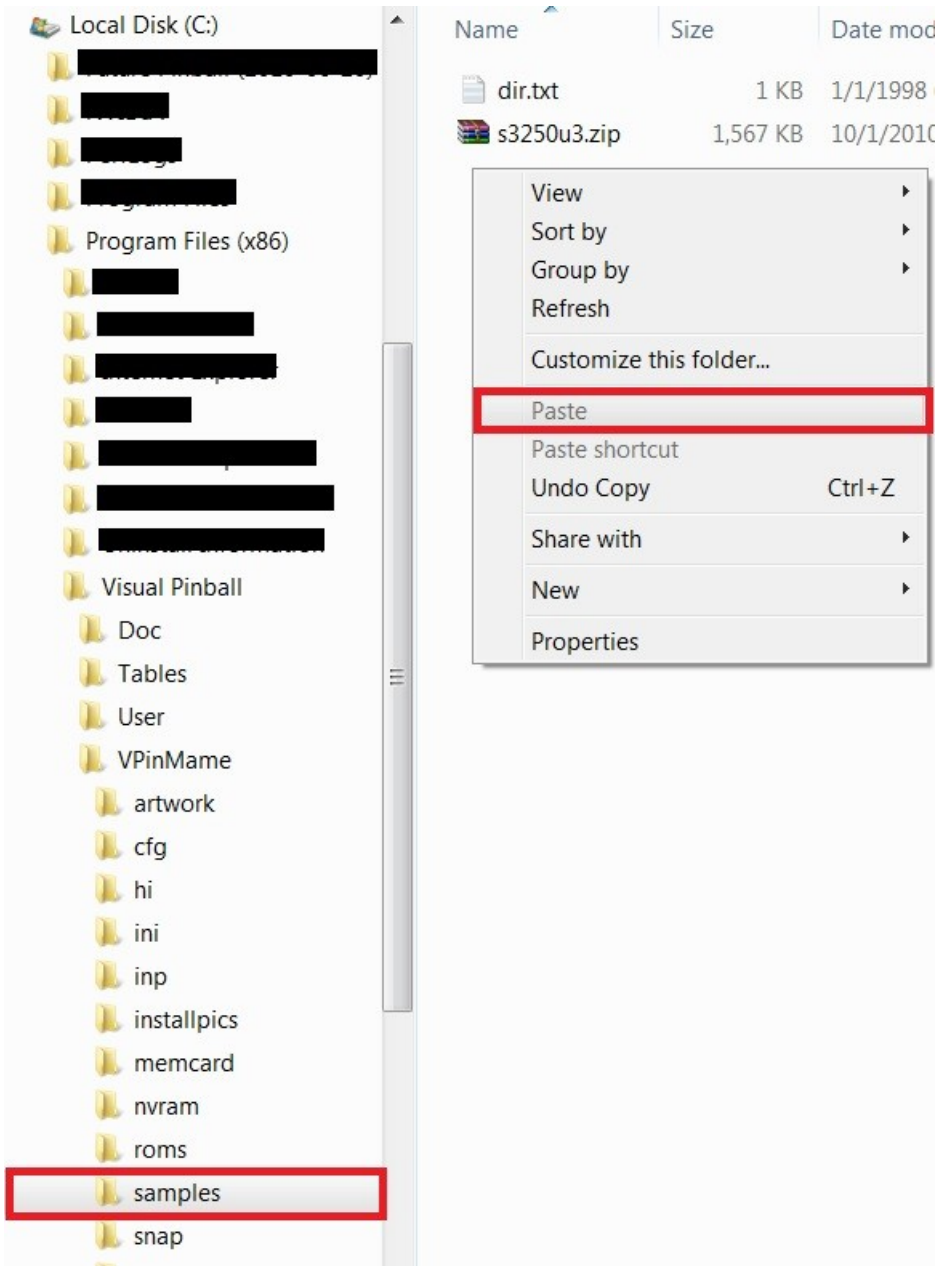 Local Disk (C:)
Program Files (x86)
Visual Pinball
Doc
Tables
User
VPinMame
artwork
cfg
hi
ini
inp
installpics
memcard
nvram
roms
samples
snap
Name Size Date mod
dir.txt 1 KB 1/1/1998
s3250u3.zip 1,567 KB 10/1/2010
View
Sort by
Group by
Refresh
Customize this folder...
Paste
Paste shortcut
Undo Copy Ctrl+Z
Share with
New
Properties